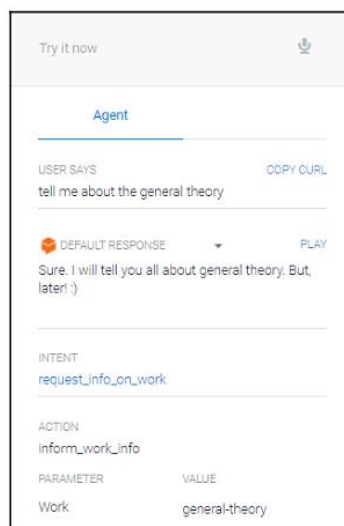 Try it now
Agent
USER SAYS COPY CURL
tell me about the general theory
DEFAULT RESPONSE PLAY
Sure. I will tell you all about general theory. But,
later! :)
INTENT
request_info_on_work
ACTION
inform_work_info
PARAMETER VALUE
Work general-theory